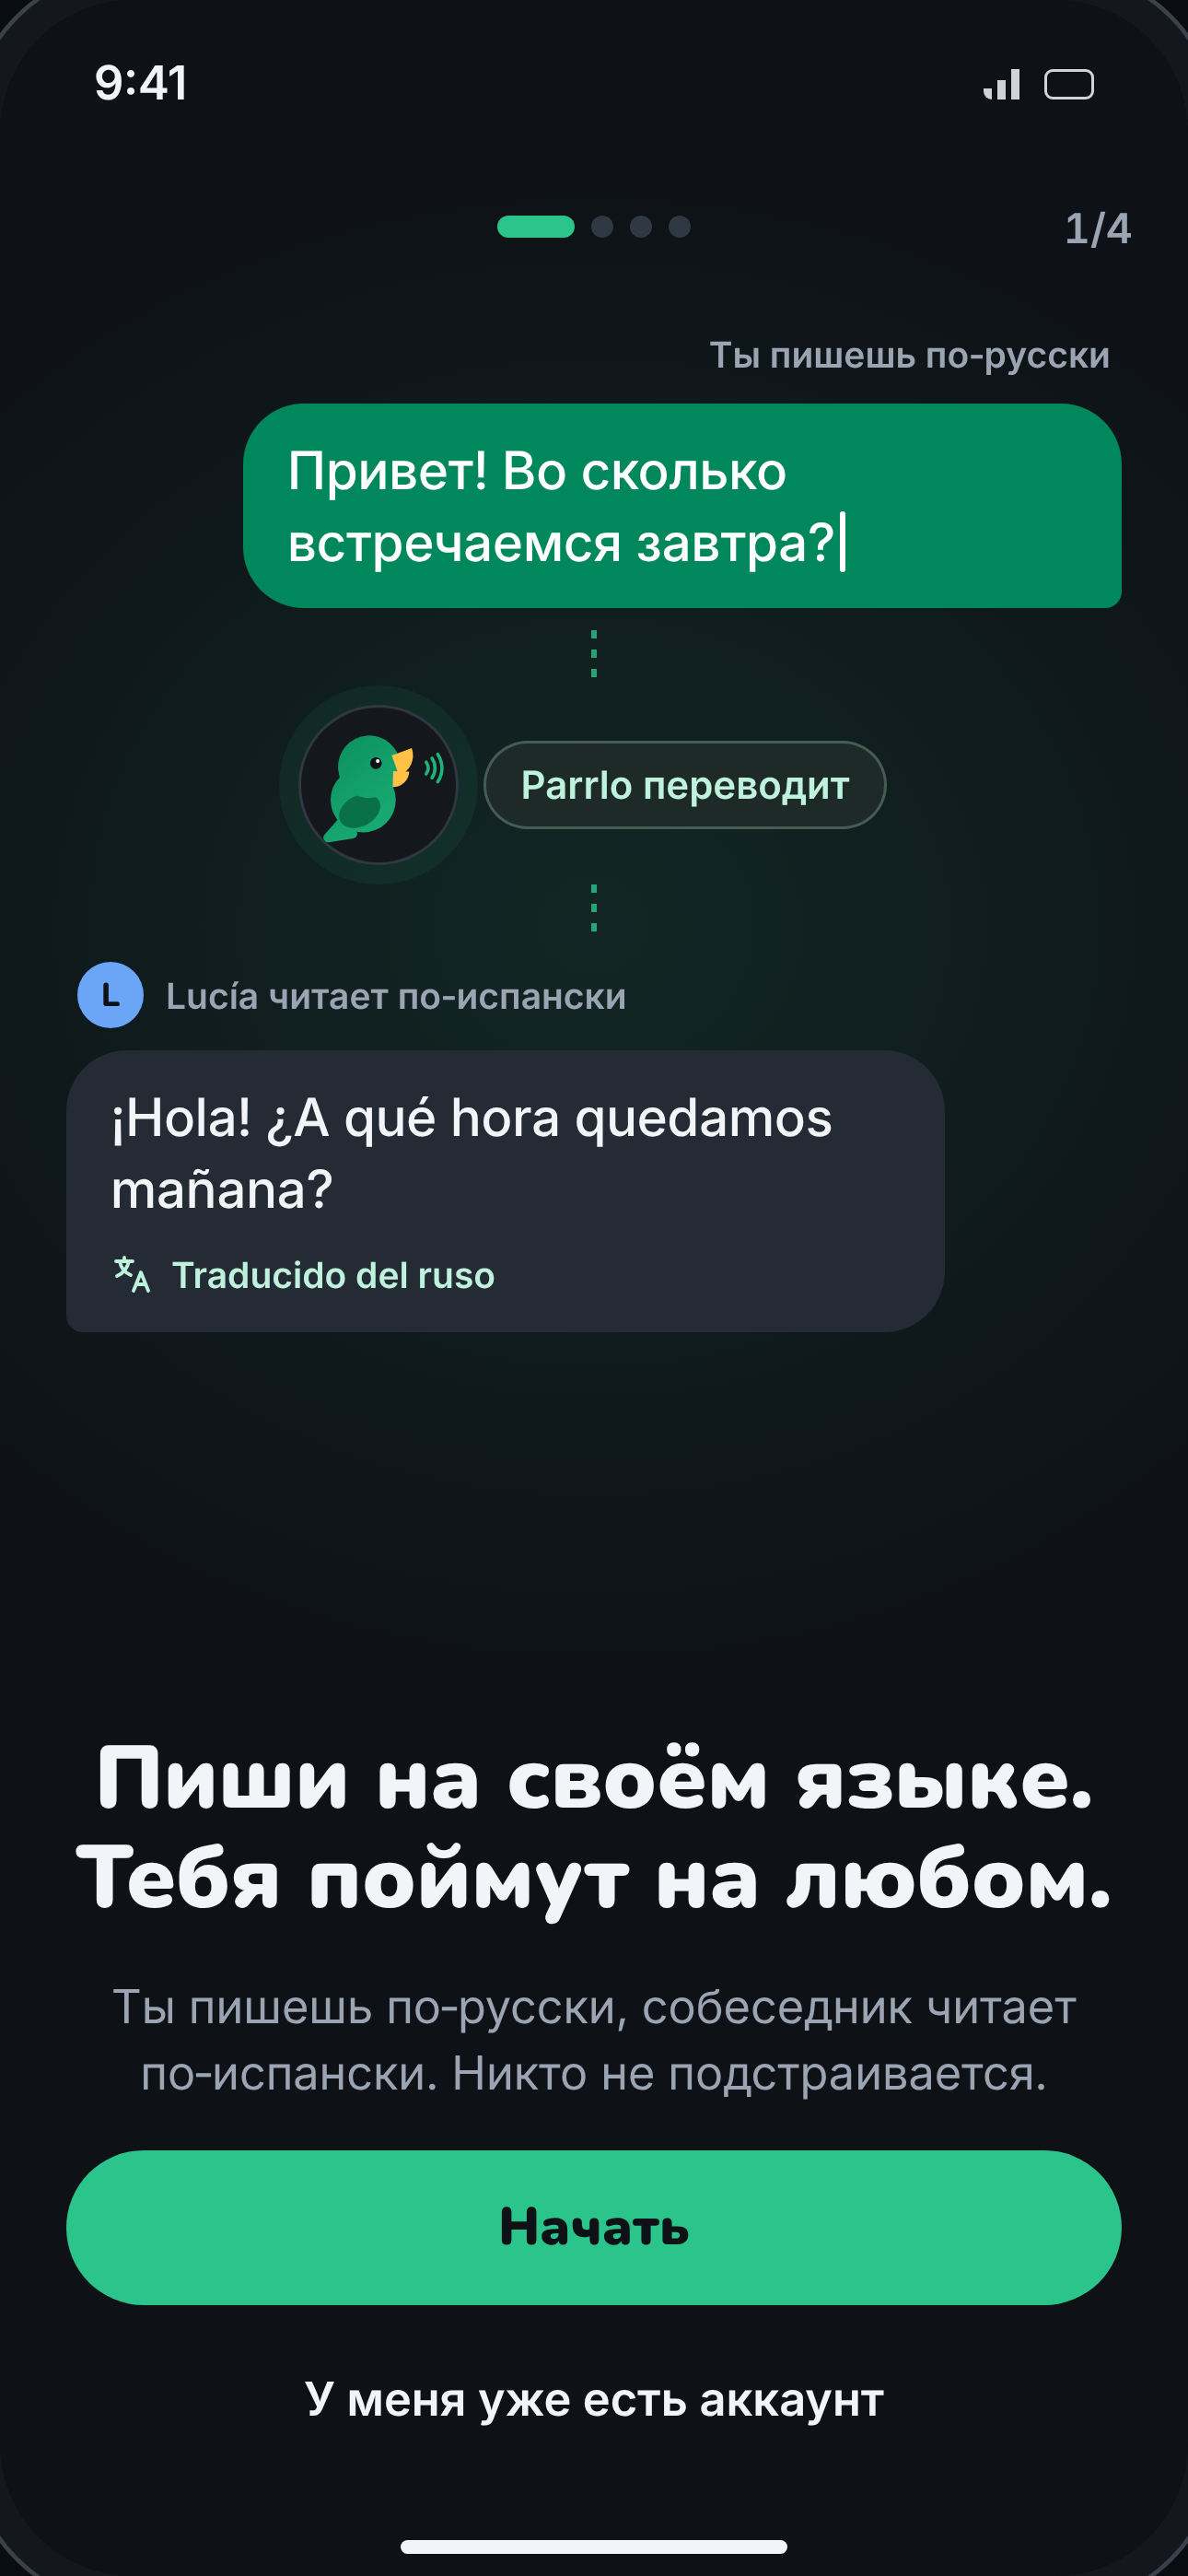 9:41
1/4
Ты пишешь по-русски
Привет! Во сколько
встречаемся завтра?
Parrlo переводит
L
Lucía читает по-испански
¡Hola! ¿A qué hora quedamos
mañana?
Traducido del ruso
Пиши на своём языке.
Тебя поймут на любом.
Ты пишешь по-русски, собеседник читает
по-испански. Никто не подстраивается.
Начать
У меня уже есть аккаунт